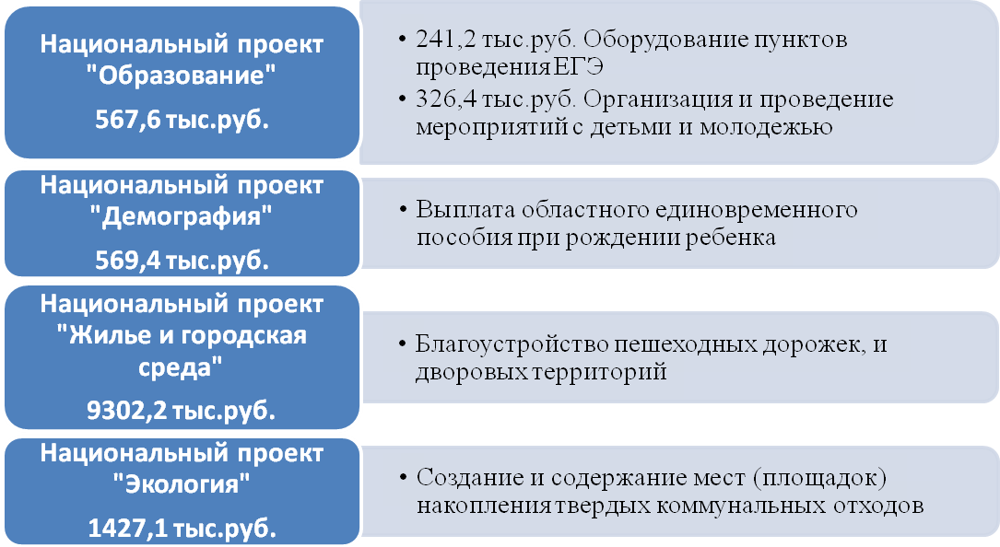 Национальный проект
"Образование"
567,6 тыс.руб.
• 241,2 тыс.руб. Оборудование пунктов
проведения ЕГЭ
• 326,4 тыс.руб. Организация и проведение
мероприятий с детьми и молодежью
Национальный проект
"Демография"
569,4 тыс.руб.
• Выплата областного единовременного
пособия при рождении ребенка
Национальный проект
"Жилье и городская
среда"
9302,2 тыс.руб.
• Благоустройство пешеходных дорожек, и
дворовых территорий
Национальный проект
"Экология"
1427,1 тыс.руб.
• Создание и содержание мест (площадок)
накопления твердых коммунальных отходов